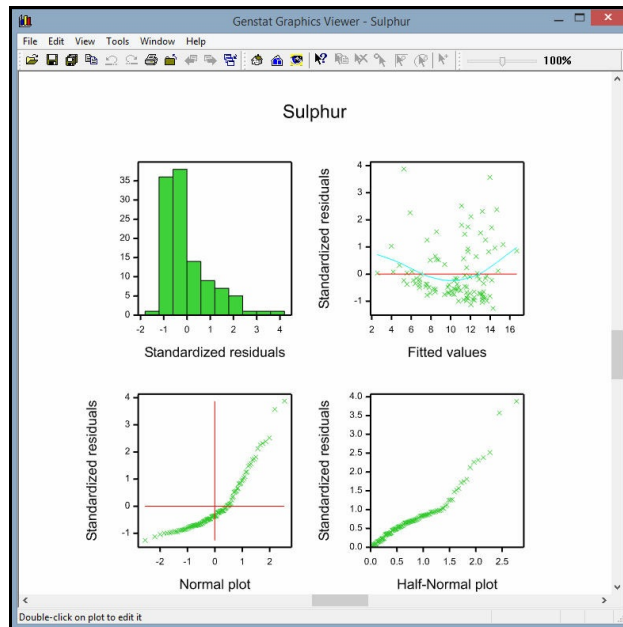 Genstat Graphics Viewer - Sulphur
File Edit View Tools Window Help
100%
Sulphur
35
30
25
20
15
10
5
0
-2 -1 0 1 2 3 4
Standardized residuals
Standardized residuals
4
3
2
1
0
-1
2 4 6 8 10 12 14 16
Fitted values
Standardized residuals
4
3
2
1
0
-1
-2 -1 0 1 2
Normal plot
Standardized residuals
4.0
3.5
3.0
2.5
2.0
1.5
1.0
0.5
0.0
0.0 0.5 1.0 1.5 2.0 2.5
Half-Normal plot
Double-click on plot to edit it